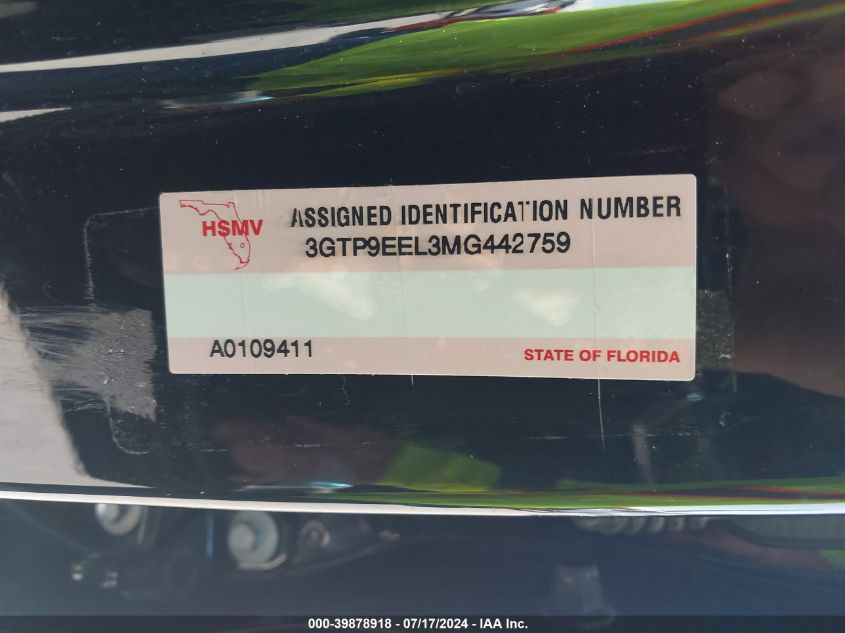 HSMV
ASSIGNED IDENTIFICATION NUMBER
3GTP9EEL3MG442759
A0109411
STATE OF FLORIDA
000-39878918 - 07/17/2024 - IAA Inc.